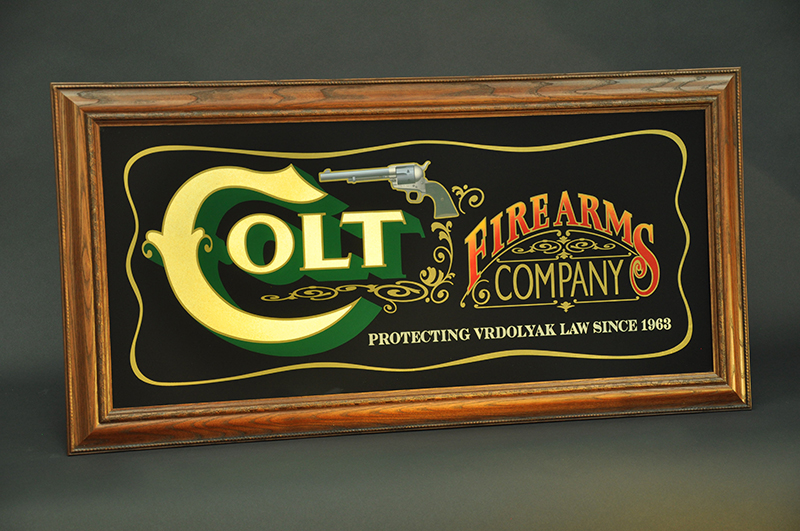 COLT
FIREARMS
COMPANY
PROTECTING VRDOLYAK LAW SINCE 1963